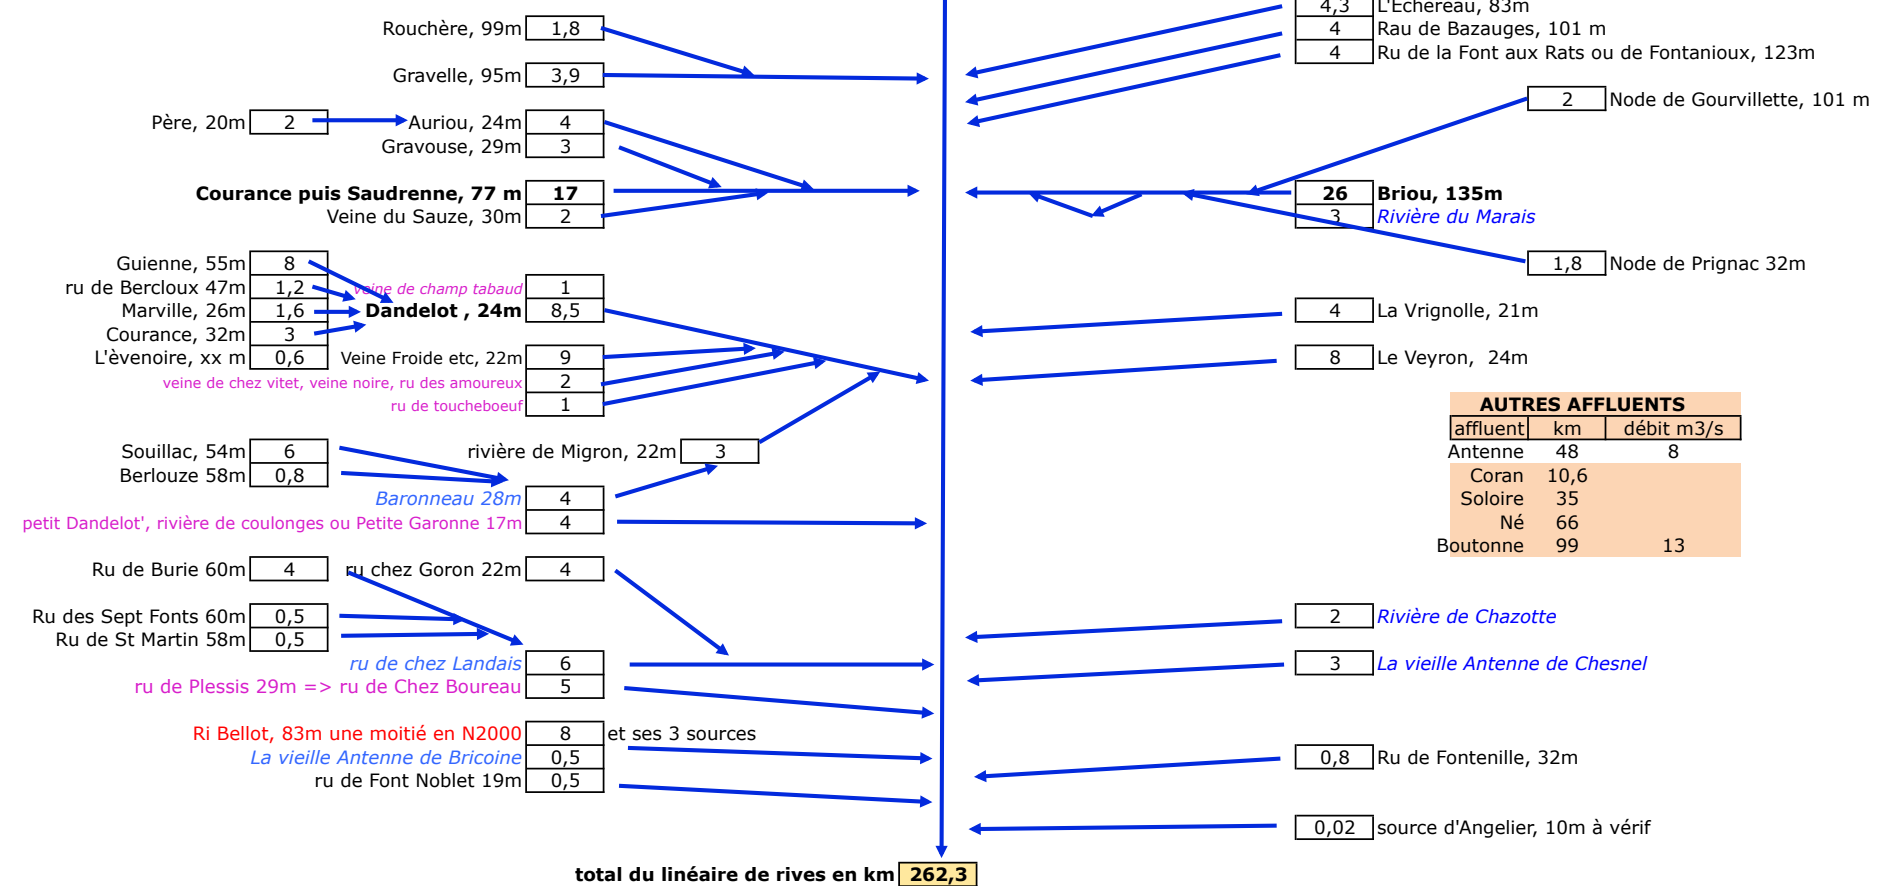 4,3 L'Echereau, 83m
Rouchère, 99m 1,8
4 Rau de Bazauges, 101 m
4 Ru de la Font aux Rats ou de Fontanioux, 123m
Gravelle, 95m 3,9
2 Node de Gourvillette, 101 m
Père, 20m 2 Auriou, 24m 4
Gravouse, 29m 3
Courance puis Saudrenne, 77 m 17
26 Briou, 135m
Veine du Sauze, 30m 2
3 Rivière du Marais
Guienne, 55m 8
1,8 Node de Prignac 32m
ru de Bercloux 47m 1,2 veine de champ tabaud 1
Marville, 26m 1,6 Dandelot , 24m 8,5
4 La Vrignolle, 21m
Courance, 32m 3
L'èvenoire, xx m 0,6 Veine Froide etc, 22m 9
8 Le Veyron, 24m
veine de chez vitet, veine noire, ru des amoureux 2
ru de toucheboeuf 1
AUTRES AFFLUENTS
affluent km débit m3/s
Antenne 48 8
Coran 10,6
Soloire 35
Né 66
Boutonne 99 13
Souillac, 54m 6 rivière de Migron, 22m 3
Berlouze 58m 0,8
Baronneau 28m 4
petit Dandelot', rivière de coulonges ou Petite Garonne 17m 4
Ru de Burie 60m 4 ru chez Goron 22m 4
Ru des Sept Fonts 60m 0,5
2 Rivière de Chazotte
Ru de St Martin 58m 0,5
ru de chez Landais 6
3 La vieille Antenne de Chesnel
ru de Plessis 29m => ru de Chez Boureau 5
Ri Bellot, 83m une moitié en N2000 8 et ses 3 sources
La vieille Antenne de Bricoine 0,5
0,8 Ru de Fontenille, 32m
ru de Font Noblet 19m 0,5
0,02 source d'Angelier, 10m à vérif
total du linéaire de rives en km 262,3